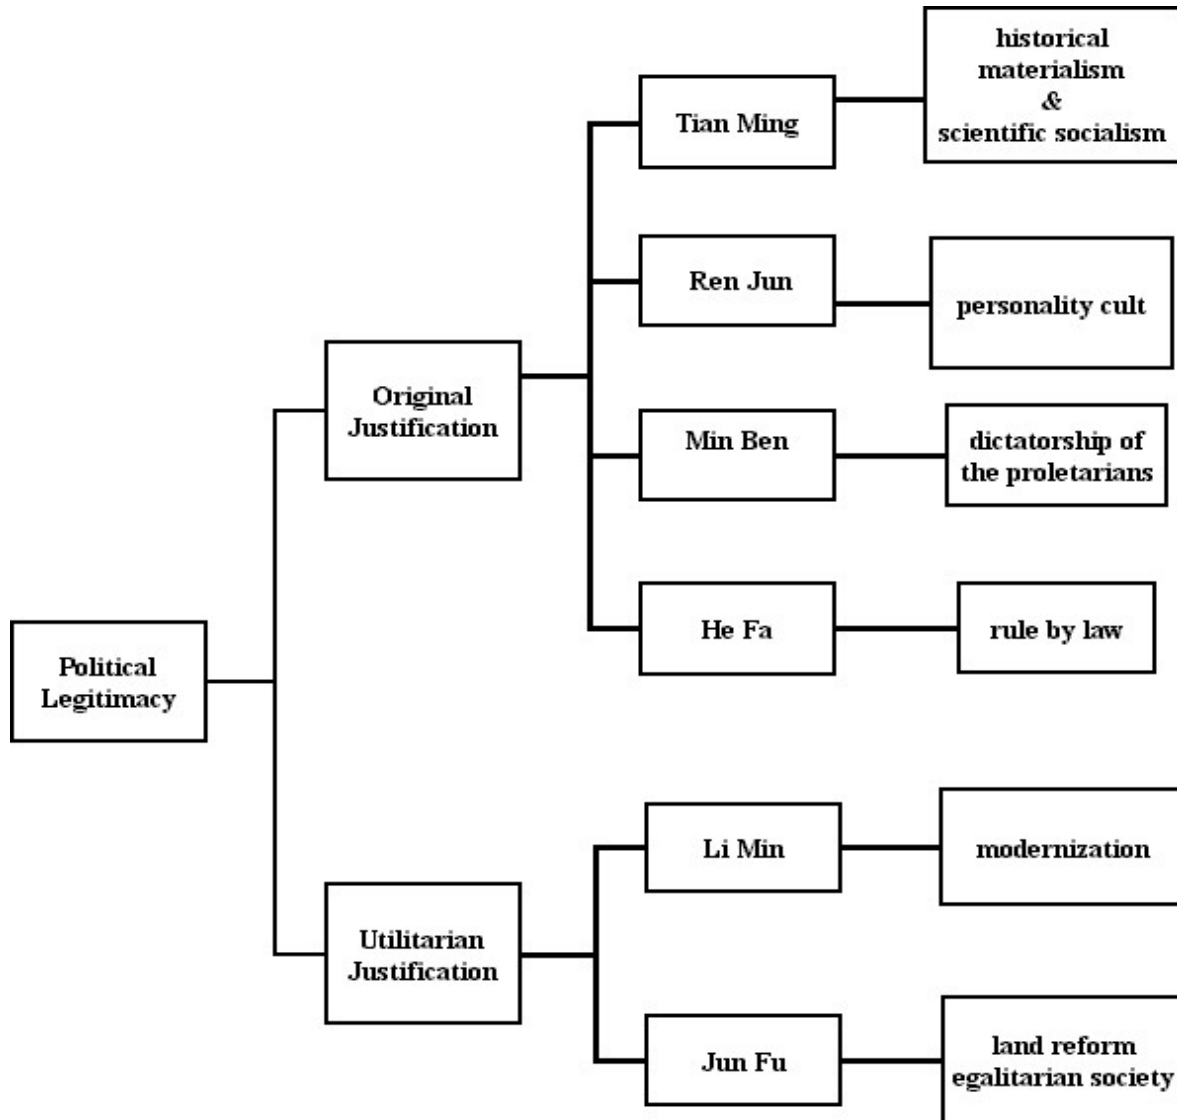 historical
materialism
&
scientific socialism
Tian Ming
Ren Jun
personality cult
Original
Justification
Min Ben
dictatorship of
the proletarians
He Fa
rule by law
Political
Legitimacy
Li Min
modernization
Utilitarian
Justification
Jun Fu
land reform
egalitarian society